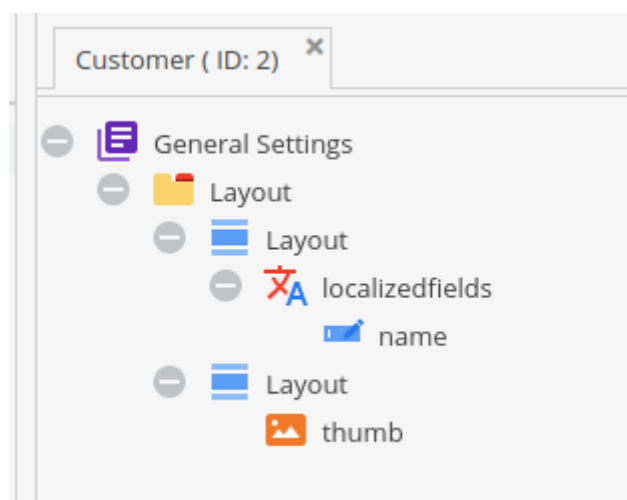 Customer ( ID: 2)
General Settings
Layout
Layout
localizedfields
name
Layout
thumb